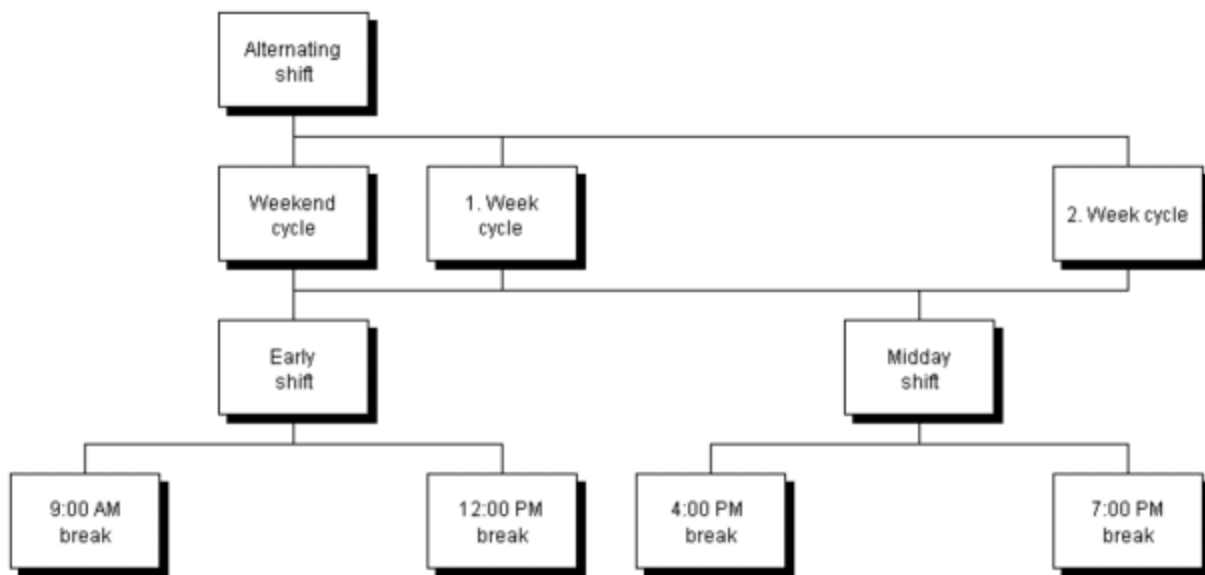 Alternating
shift
Weekend
cycle
1. Week
cycle
2. Week cycle
Early
shift
Midday
shift
9:00 AM
break
12:00 PM
break
4:00 PM
break
7:00 PM
break